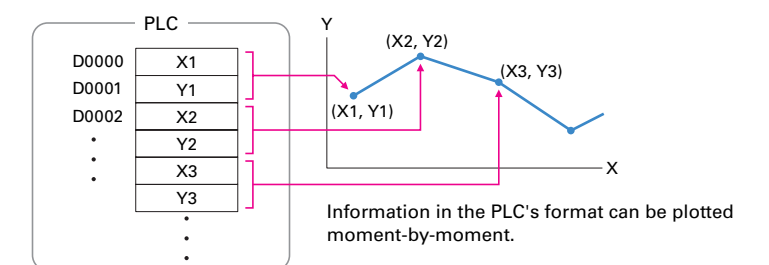 PLC
D0000
D0001
D0002
X1
Y1
X2
Y2
X3
Y3
Y
(X2, Y2)
(X3, Y3)
(X1, Y1)
X
Information in the PLC's format can be plotted
moment-by-moment.